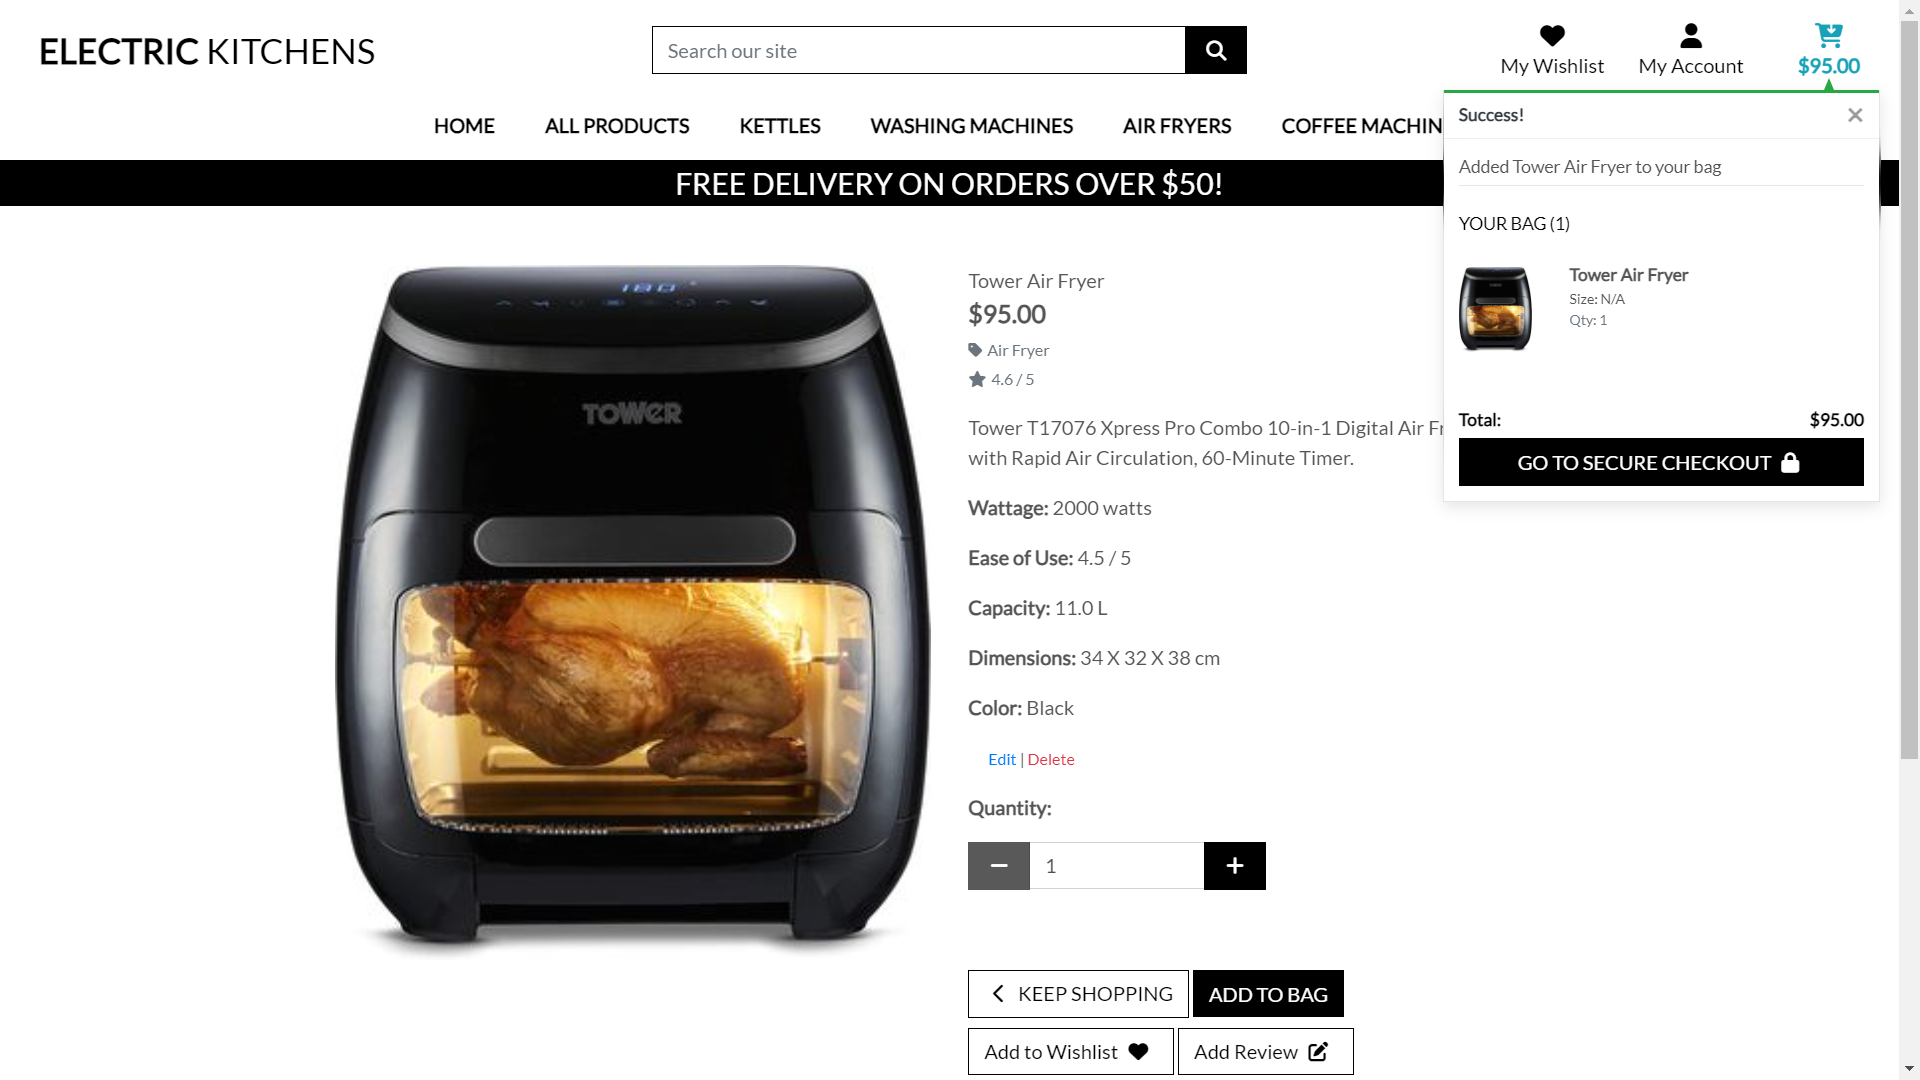 ELECTRIC KITCHENS
Search our site
My Wishlist
My Account
$95.00
HOME
ALL PRODUCTS
KETTLES
WASHING MACHINES
AIR FRYERS
COFFEE MACHIN
FREE DELIVERY ON ORDERS OVER $50!
Success!
Added Tower Air Fryer to your bag
YOUR BAG (1)
Tower Air Fryer
Size: N/A
Qty: 1
Total: $95.00
GO TO SECURE CHECKOUT
180
TOWER
Tower Air Fryer
$95.00
Air Fryer
4.6 / 5
Tower T17076 Xpress Pro Combo 10-in-1 Digital Air Fr
with Rapid Air Circulation, 60-Minute Timer.
Wattage: 2000 watts
Ease of Use: 4.5 / 5
Capacity: 11.0 L
Dimensions: 34 X 32 X 38 cm
Color: Black
Edit | Delete
Quantity:
1
KEEP SHOPPING
ADD TO BAG
Add to Wishlist
Add Review